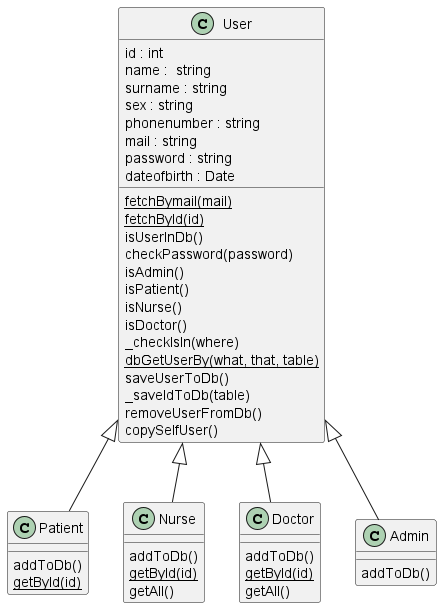 C User
id : int
name :  string
surname : string
sex : string
phonenumber : string
mail : string
password : string
dateofbirth : Date
fetchBymail(mail)
fetchById(id)
isUserInDb()
checkPassword(password)
isAdmin()
isPatient()
isNurse()
isDoctor()
_checkIsIn(where)
dbGetUserBy(what, that, table)
saveUserToDb()
_saveIdToDb(table)
removeUserFromDb()
copySelfUser()
C Patient
addToDb()
getById(id)
C Nurse
addToDb()
getById(id)
getAll()
C Doctor
addToDb()
getById(id)
getAll()
C Admin
addToDb()